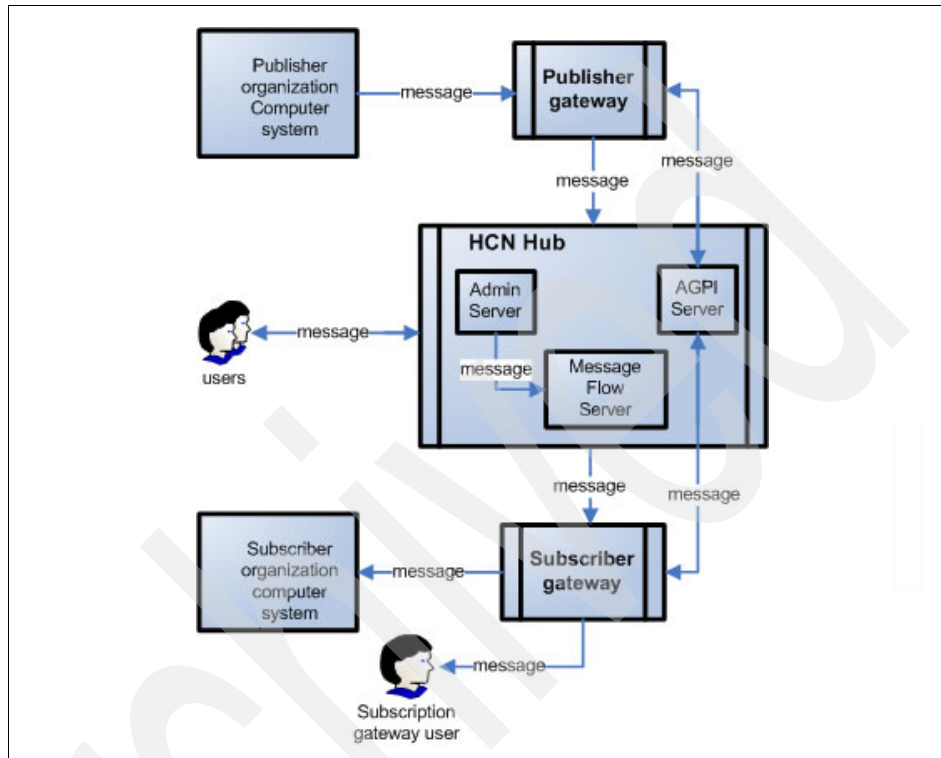 Publisher
organization
Computer
system
message
Publisher
gateway
message
message
HCN Hub
Admin
Server
AGPI
Server
message
Message
Flow
Server
users
message
message
message
Subscriber
organization
computer
system
message
Subscriber
gateway
message
Subscription
gateway user